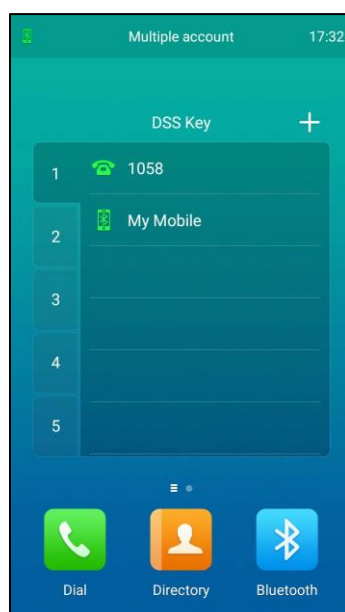 Multiple account 17:32
DSS Key +
1 1058
2 My Mobile
3
4
5
Dial Directory Bluetooth